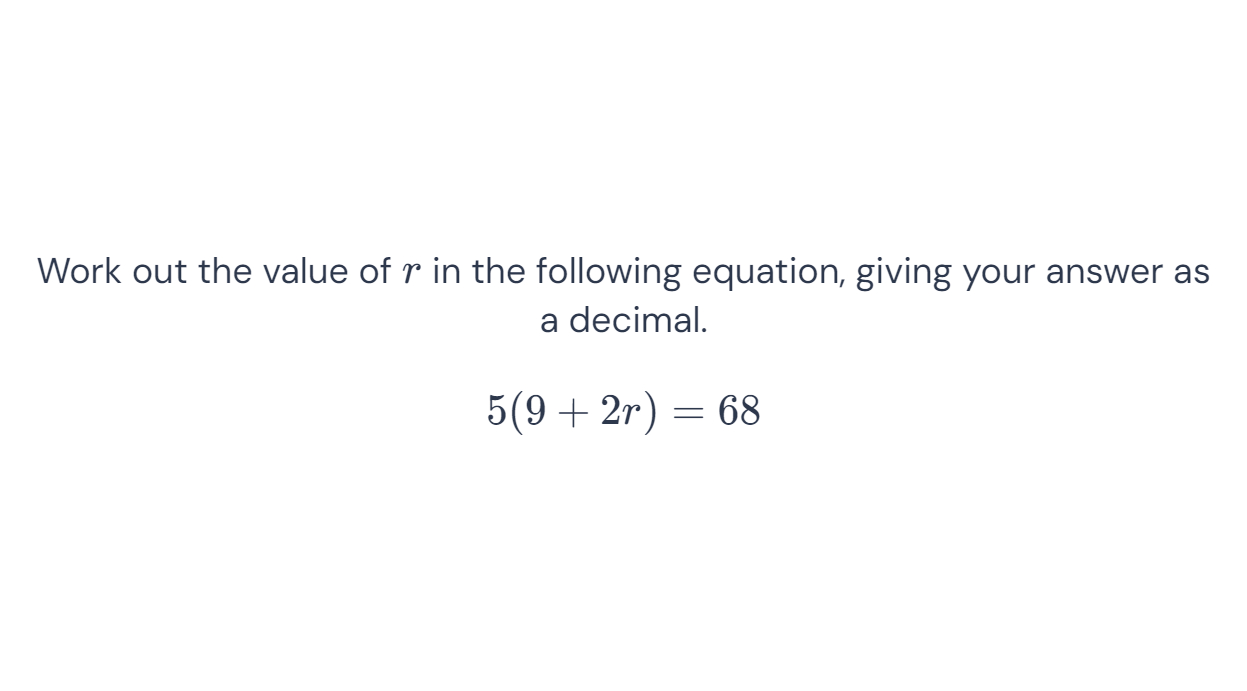 Work out the value of r in the following equation, giving your answer as
a decimal.
5(9 + 2r) = 68